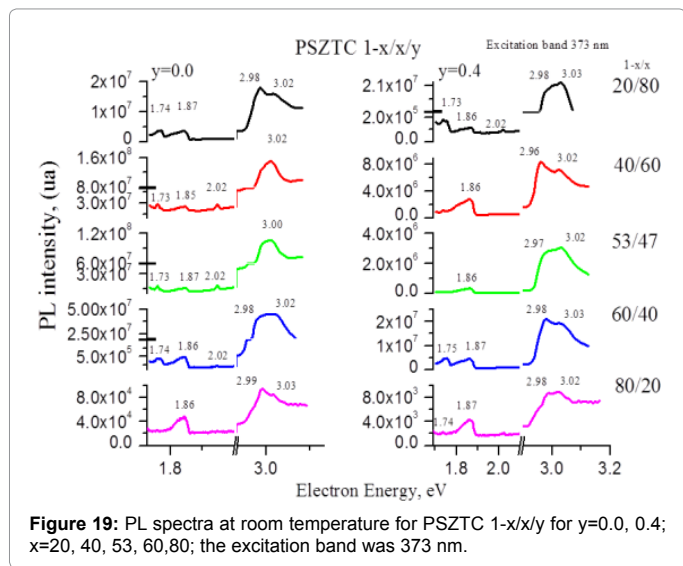 PSZTC 1-x/x/y
Excitation band 373 nm
y=0.0
y=0.4
1-x/x
2x10⁷
1x10⁷
0
1.74
1.87
2.98
3.02
2.1x10⁷
2.0x10⁵
0
1.73
1.86
2.02
2.98
3.03
20/80
1.6x10⁸
8.0x10⁷
3.0x10⁷
0.0
1.73
1.85
2.02
3.02
8.0x10⁶
4.0x10⁶
0.0
1.86
2.96
3.02
40/60
1.2x10⁸
6.0x10⁷
3.0x10⁷
0.0
1.73
1.87
2.02
3.00
4.0x10⁶
2.0x10⁶
0.0
1.86
2.97
3.02
53/47
5.00x10⁷
2.50x10⁷
5.0x10⁵
1.74
1.86
2.02
2.98
3.02
2x10⁷
1x10⁷
0
1.75
1.87
2.98
3.03
60/40
8.0x10⁴
4.0x10⁴
0.0
1.86
2.99
3.03
8.0x10³
4.0x10³
0.0
1.74
1.87
2.98
3.02
80/20
PL intensity, (ua)
1.8
3.0
1.8
2.0
3.0
3.2
Electron Energy, eV
Figure 19: PL spectra at room temperature for PSZTC 1-x/x/y for y=0.0, 0.4;
x=20, 40, 53, 60,80; the excitation band was 373 nm.